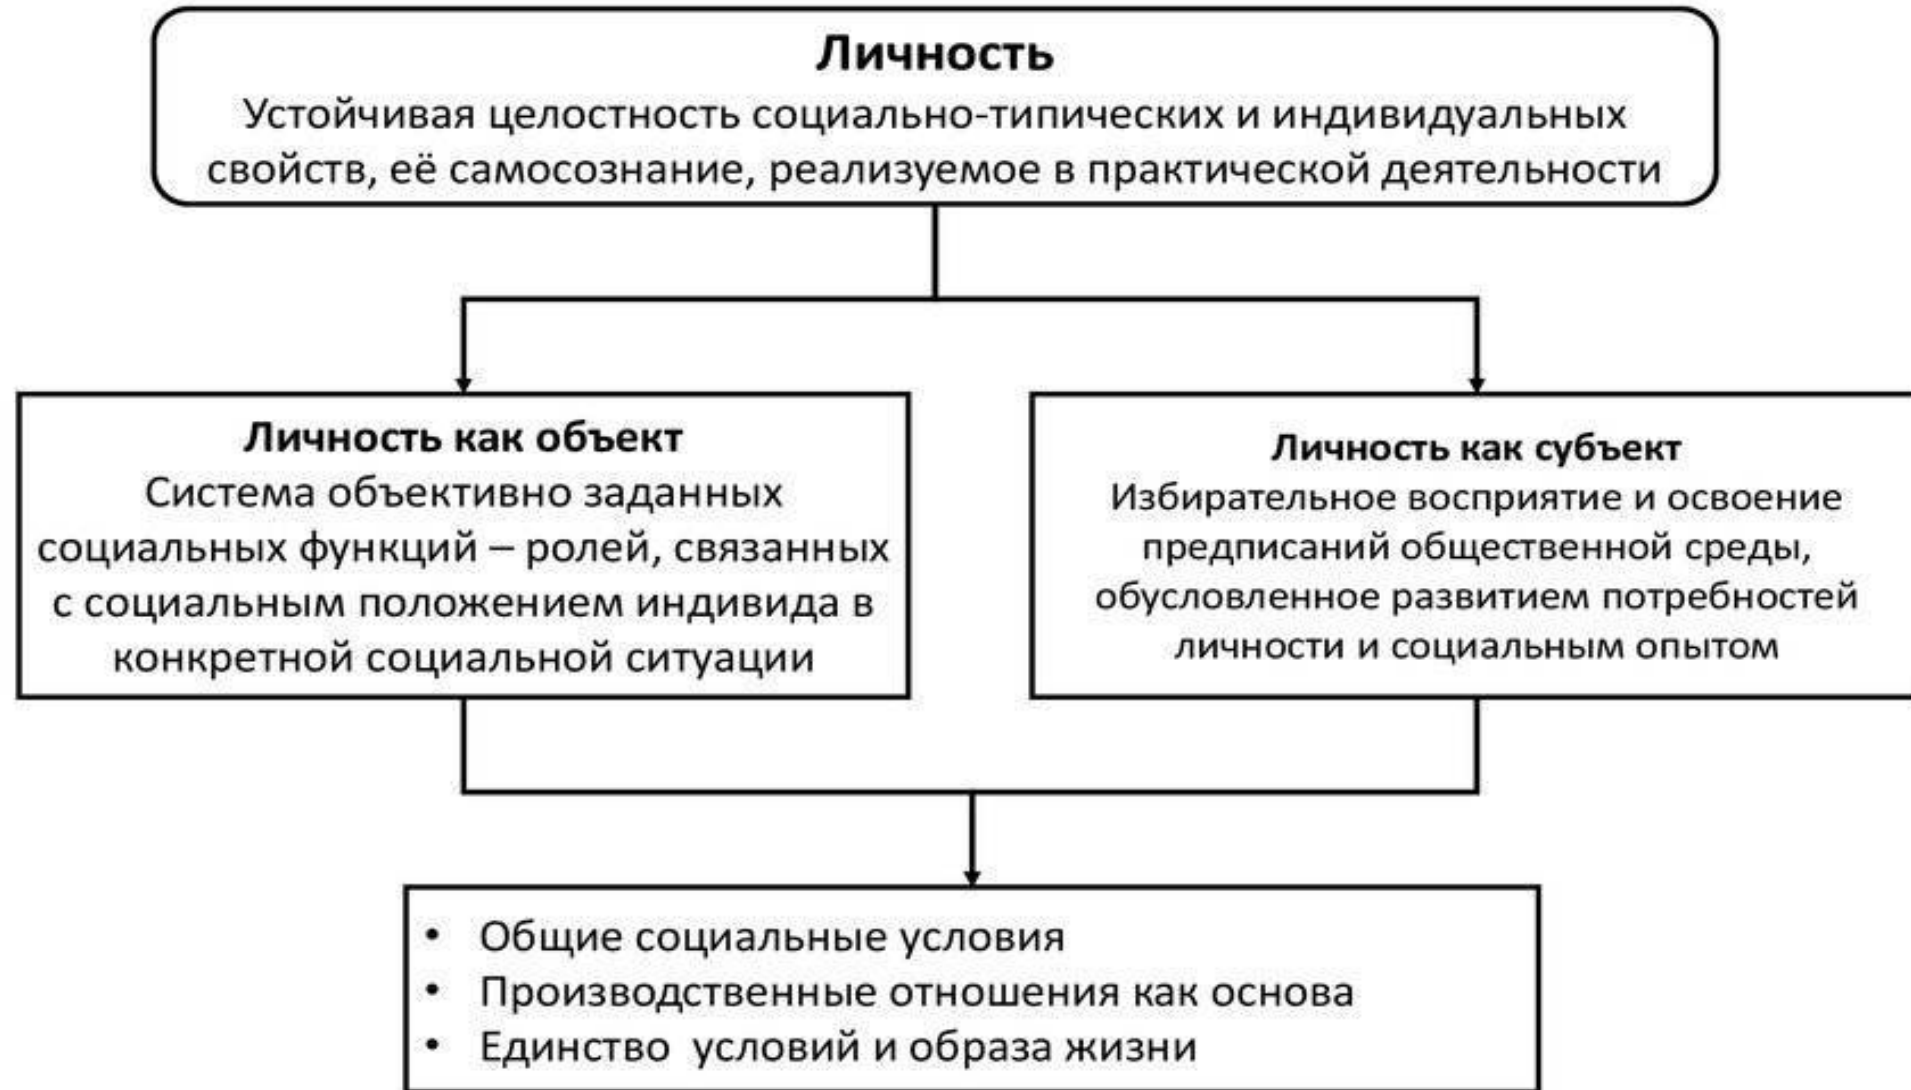 Личность
Устойчивая целостность социально-типических и индивидуальных
свойств, её самосознание, реализуемое в практической деятельности
Личность как объект
Система объективно заданных
социальных функций – ролей, связанных
с социальным положением индивида в
конкретной социальной ситуации
Личность как субъект
Избирательное восприятие и освоение
предписаний общественной среды,
обусловленное развитием потребностей
личности и социальным опытом
• Общие социальные условия
• Производственные отношения как основа
• Единство условий и образа жизни